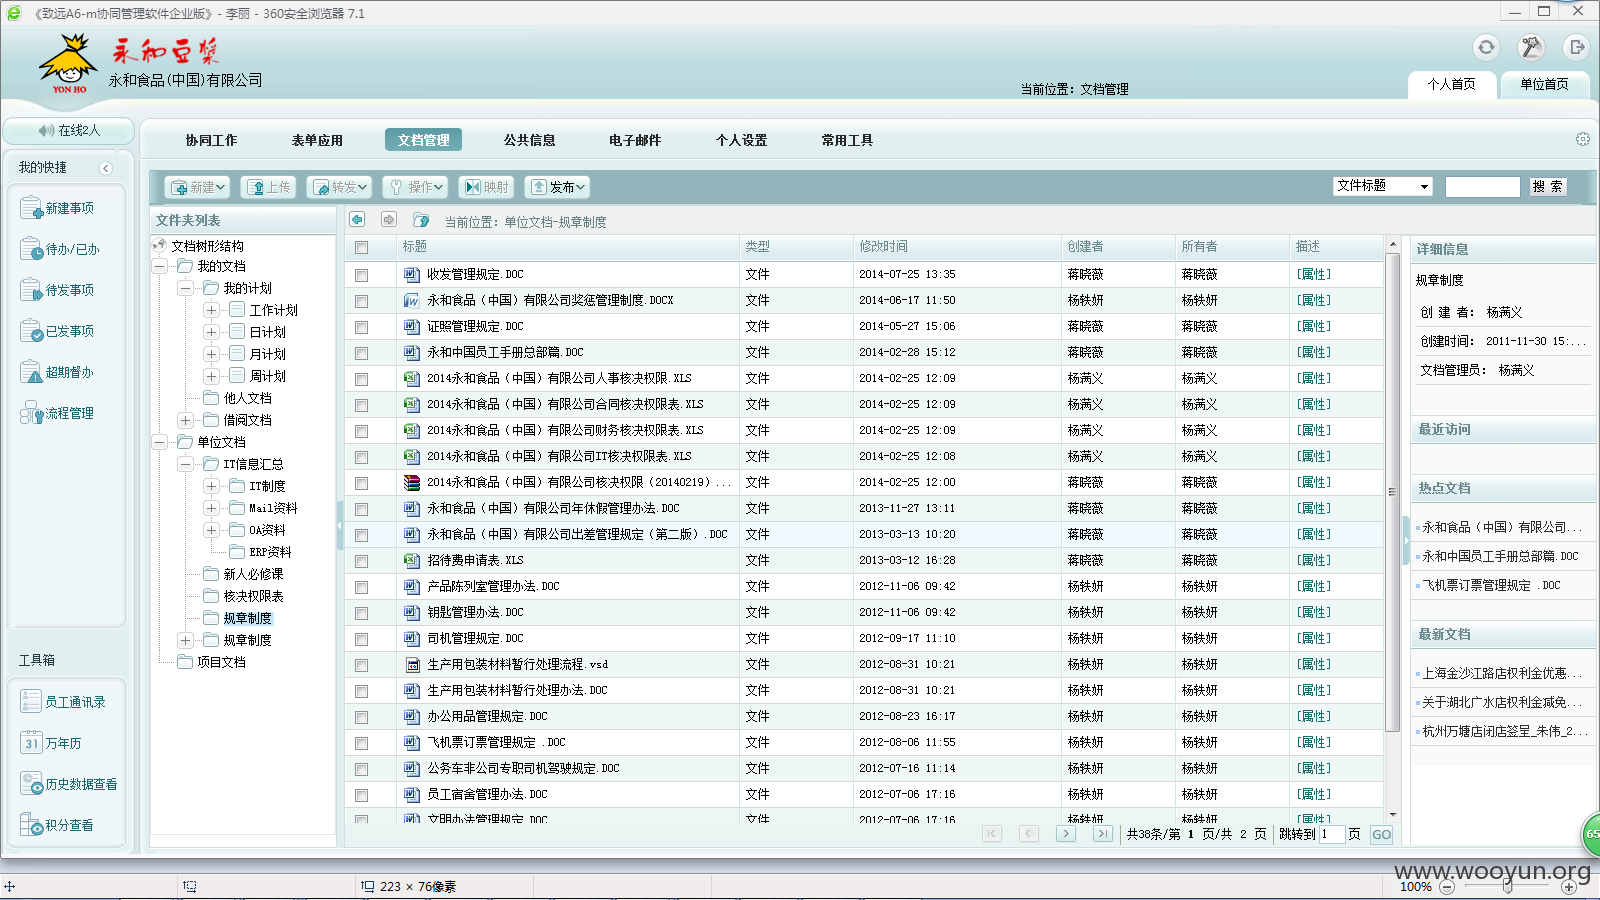 《致远A6-m协同管理软件企业版》 - 李丽 - 360安全浏览器 7.1
永和豆浆
YON HO
永和食品(中国)有限公司
当前位置：文档管理
个人首页
单位首页
在线2人
协同工作
表单应用
文档管理
公共信息
电子邮件
个人设置
常用工具
我的快捷
新建事项
待办/已办
待发事项
已发事项
超期督办
流程管理
工具箱
员工通讯录
31 万年历
历史数据查看
积分查看
新建
上传
转发
操作
映射
发布
文件标题
搜 索
文件夹列表
文档树形结构
我的文档
我的计划
工作计划
日计划
月计划
周计划
他人文档
借阅文档
单位文档
IT信息汇总
IT制度
Mail资料
OA资料
ERP资料
新人必修课
核决权限表
规章制度
规章制度
项目文档
当前位置：单位文档-规章制度
标题 类型 修改时间 创建者 所有者 描述
收发管理规定.DOC 文件 2014-07-25 13:35 蒋晓薇 蒋晓薇 [属性]
永和食品（中国）有限公司奖惩管理制度.DOCX 文件 2014-06-17 11:50 杨轶妍 杨轶妍 [属性]
证照管理规定.DOC 文件 2014-05-27 15:06 蒋晓薇 蒋晓薇 [属性]
永和中国员工手册总部篇.DOC 文件 2014-02-28 15:12 蒋晓薇 蒋晓薇 [属性]
2014永和食品（中国）有限公司人事核决权限.XLS 文件 2014-02-25 12:09 杨满义 杨满义 [属性]
2014永和食品（中国）有限公司合同核决权限表.XLS 文件 2014-02-25 12:09 杨满义 杨满义 [属性]
2014永和食品（中国）有限公司财务核决权限表.XLS 文件 2014-02-25 12:09 杨满义 杨满义 [属性]
2014永和食品（中国）有限公司IT核决权限表.XLS 文件 2014-02-25 12:08 杨满义 杨满义 [属性]
2014永和食品（中国）有限公司核决权限（20140219）... 文件 2014-02-25 12:00 蒋晓薇 蒋晓薇 [属性]
永和食品（中国）有限公司年休假管理办法.DOC 文件 2013-11-27 13:11 蒋晓薇 蒋晓薇 [属性]
永和食品（中国）有限公司出差管理规定（第二版）.DOC 文件 2013-03-13 10:20 蒋晓薇 蒋晓薇 [属性]
招待费申请表.XLS 文件 2013-03-12 16:28 蒋晓薇 蒋晓薇 [属性]
产品陈列室管理办法.DOC 文件 2012-11-06 09:42 杨轶妍 杨轶妍 [属性]
钥匙管理办法.DOC 文件 2012-11-06 09:42 杨轶妍 杨轶妍 [属性]
司机管理规定.DOC 文件 2012-09-17 11:10 杨轶妍 杨轶妍 [属性]
生产用包装材料暂行处理流程.vsd 文件 2012-08-31 10:21 杨轶妍 杨轶妍 [属性]
生产用包装材料暂行处理办法.DOC 文件 2012-08-31 10:21 杨轶妍 杨轶妍 [属性]
办公用品管理规定.DOC 文件 2012-08-23 16:17 杨轶妍 杨轶妍 [属性]
飞机票订票管理规定 .DOC 文件 2012-08-06 11:55 杨轶妍 杨轶妍 [属性]
公务车非公司专职司机驾驶规定.DOC 文件 2012-07-16 11:14 杨轶妍 杨轶妍 [属性]
员工宿舍管理办法.DOC 文件 2012-07-06 17:16 杨轶妍 杨轶妍 [属性]
文明办法管理规定.DOC 文件 2012-07-06 17:16 杨轶妍 杨轶妍 [属性]
共38条/第 1 页/共 2 页 跳转到 1 页 GO
详细信息
规章制度
创 建 者： 杨满义
创建时间： 2011-11-30 15:...
文档管理员： 杨满义
最近访问
热点文档
永和食品（中国）有限公司...
永和中国员工手册总部篇.DOC
飞机票订票管理规定 .DOC
最新文档
上海金沙江路店权利金优惠...
关于湖北广水店权利金减免...
杭州万塘店闭店签呈_朱伟_2...
65
www.wooyun.org
223 × 76像素
100%